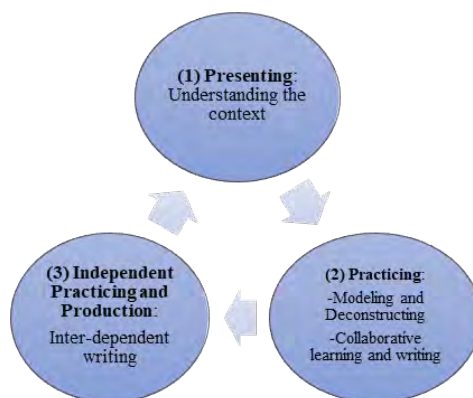 (1) Presenting:
Understanding the
context
(2) Practicing:
-Modeling and
Deconstructing
-Collaborative
learning and writing
(3) Independent
Practicing and
Production:
Inter-dependent
writing